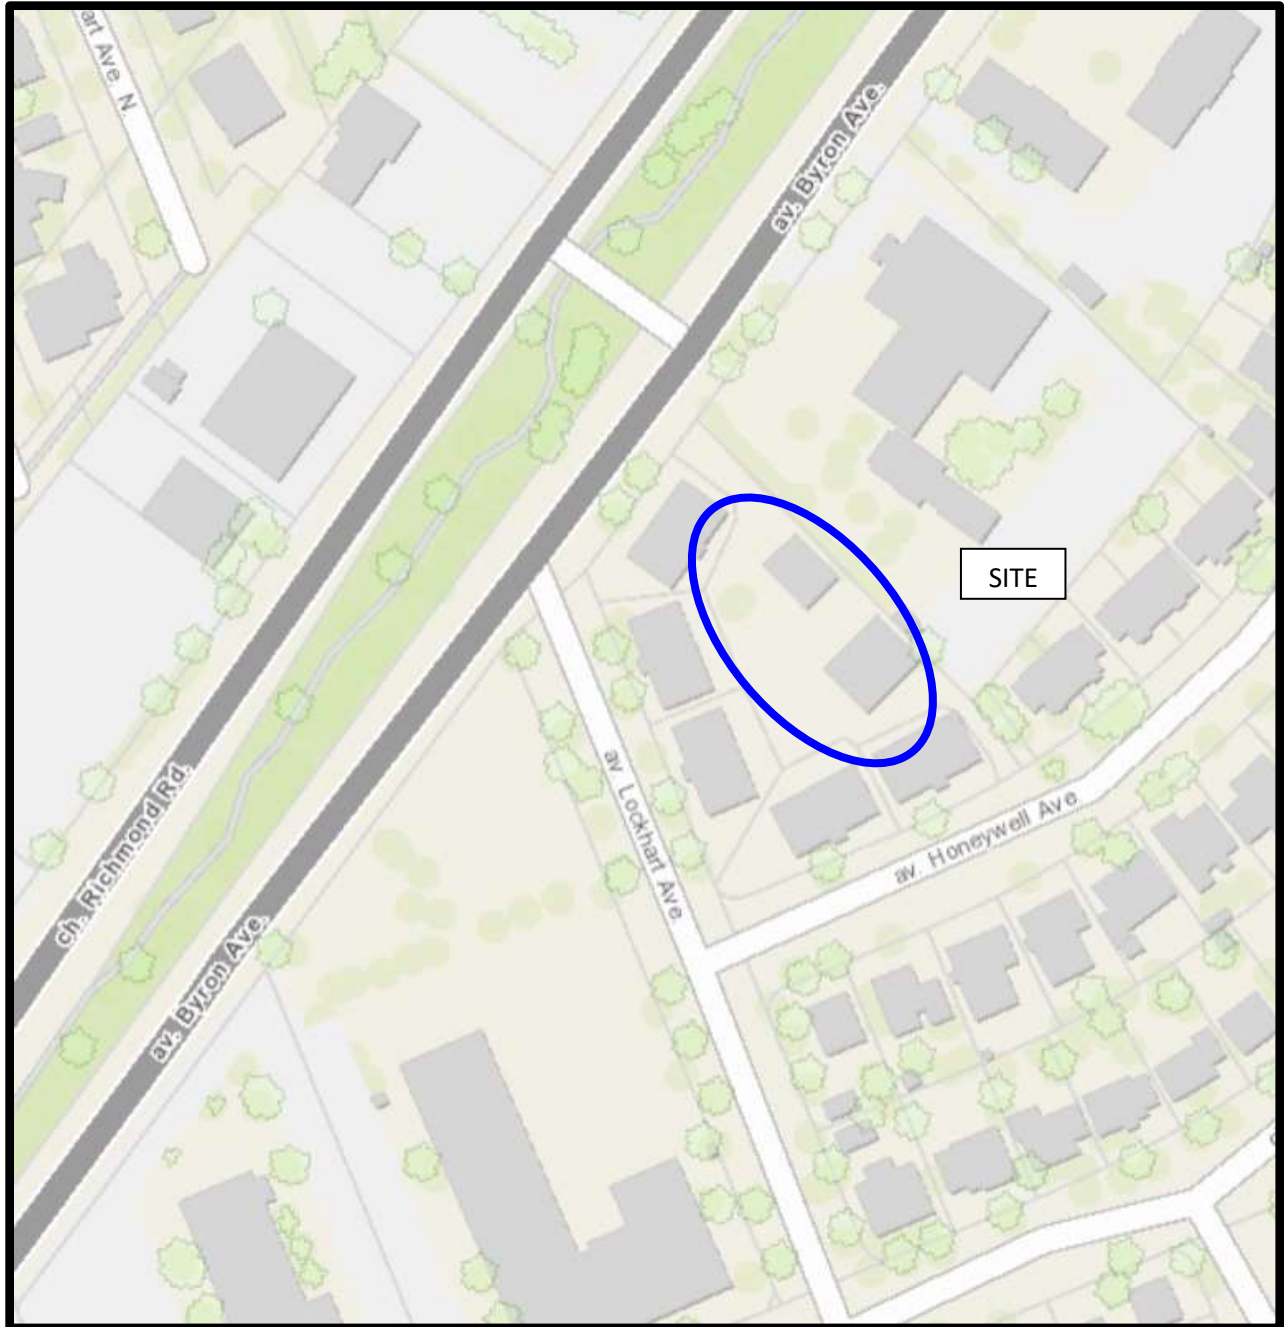 art Ave N.
av. Byron Ave.
SITE
av. Lockhart Ave
av. Honeywell Ave
ch. Richmond Rd.
av. Byron Ave.